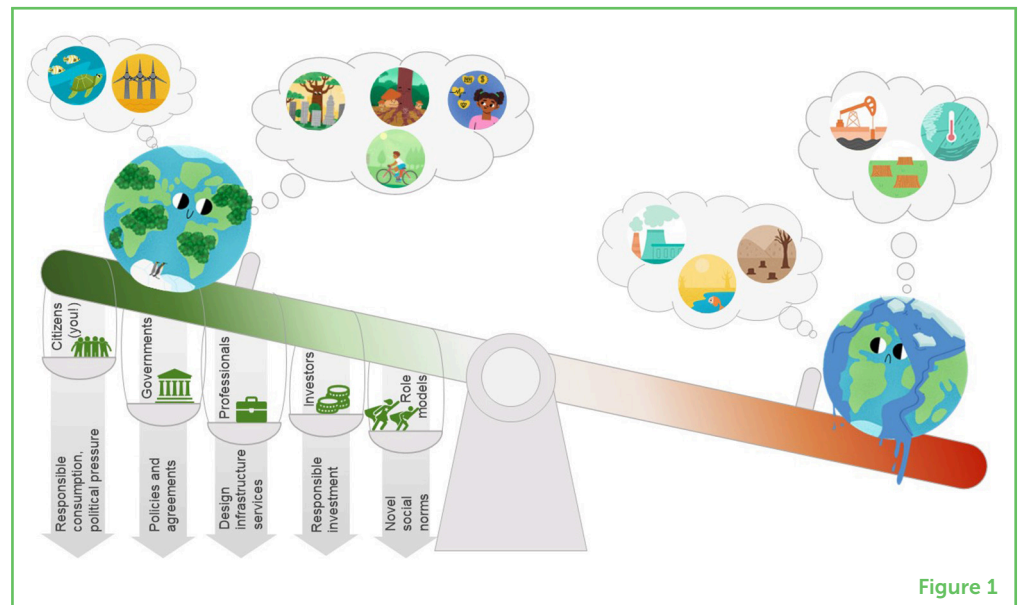 Citizens
(you!)
Governments
Professionals
Investors
Role
models
Responsible
consumption,
political pressure
Policies and
agreements
Design
infrastructure
services
Responsible
investment
Novel
social
norms
Figure 1